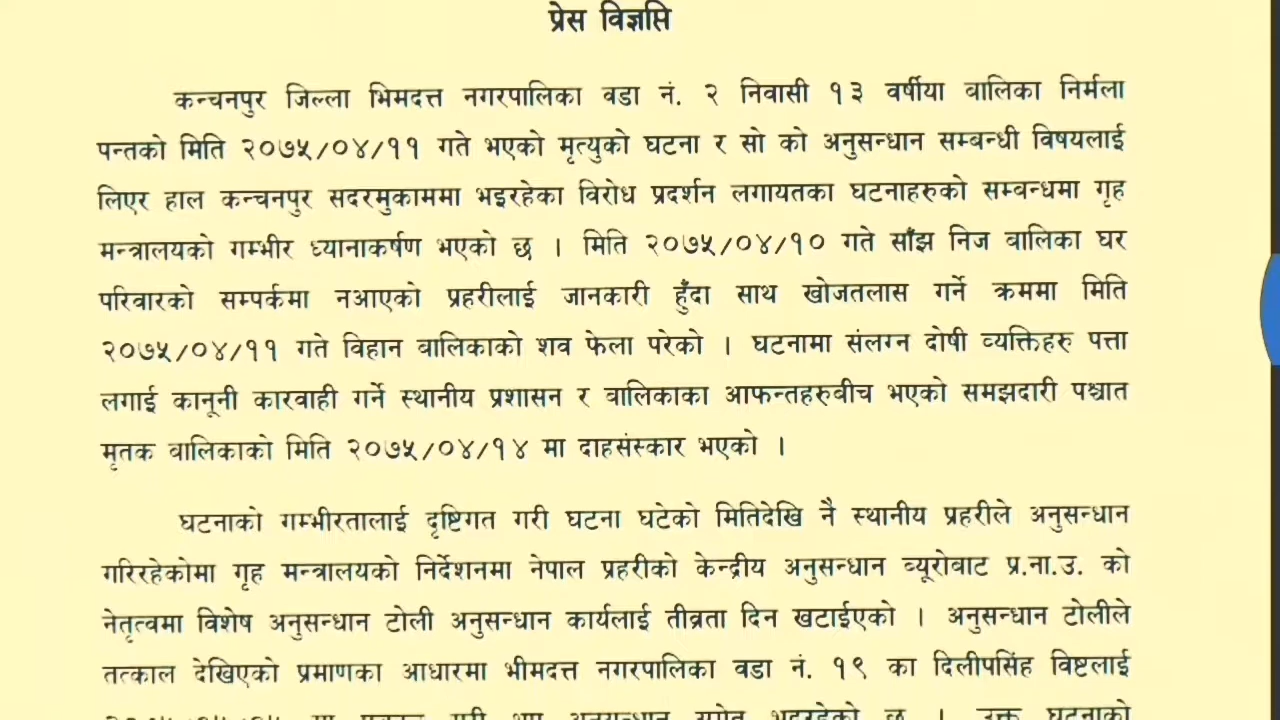 प्रेस विज्ञप्ति
कन्चनपुर जिल्ला भिमदत्त नगरपालिका वडा नं. २ निवासी १३ वर्षीया बालिका निर्मला
पन्तको मिति २०७५/०४/११ गते भएको मृत्युको घटना र सो को अनुसन्धान सम्बन्धी विषयलाई
लिएर हाल कन्चनपुर सदरमुकाममा भइरहेका विरोध प्रदर्शन लगायतका घटनाहरुको सम्बन्धमा गृह
मन्त्रालयको गम्भीर ध्यानाकर्षण भएको छ । मिति २०७५/०४/१० गते साँझ निज बालिका घर
परिवारको सम्पर्कमा नआएको प्रहरीलाई जानकारी हुँदा साथ खोजतलास गर्ने क्रममा मिति
२०७५/०४/११ गते विहान बालिकाको शव फेला परेको । घटनामा संलग्न दोषी व्यक्तिहरु पत्ता
लगाई कानूनी कारवाही गर्ने स्थानीय प्रशासन र बालिकाका आफन्तहरुबीच भएको समझदारी पश्चात
मृतक बालिकाको मिति २०७५/०४/१४ मा दाहसंस्कार भएको ।
घटनाको गम्भीरतालाई दृष्टिगत गरी घटना घटेको मितिदेखि नै स्थानीय प्रहरीले अनुसन्धान
गरिरहेकोमा गृह मन्त्रालयको निर्देशनमा नेपाल प्रहरीको केन्द्रीय अनुसन्धान ब्यूरोबाट प्र.ना.उ. को
नेतृत्वमा विशेष अनुसन्धान टोली अनुसन्धान कार्यलाई तीव्रता दिन खटाईएको । अनुसन्धान टोलीले
तत्काल देखिएको प्रमाणका आधारमा भीमदत्त नगरपालिका वडा नं. १९ का दिलीपसिंह विष्टलाई